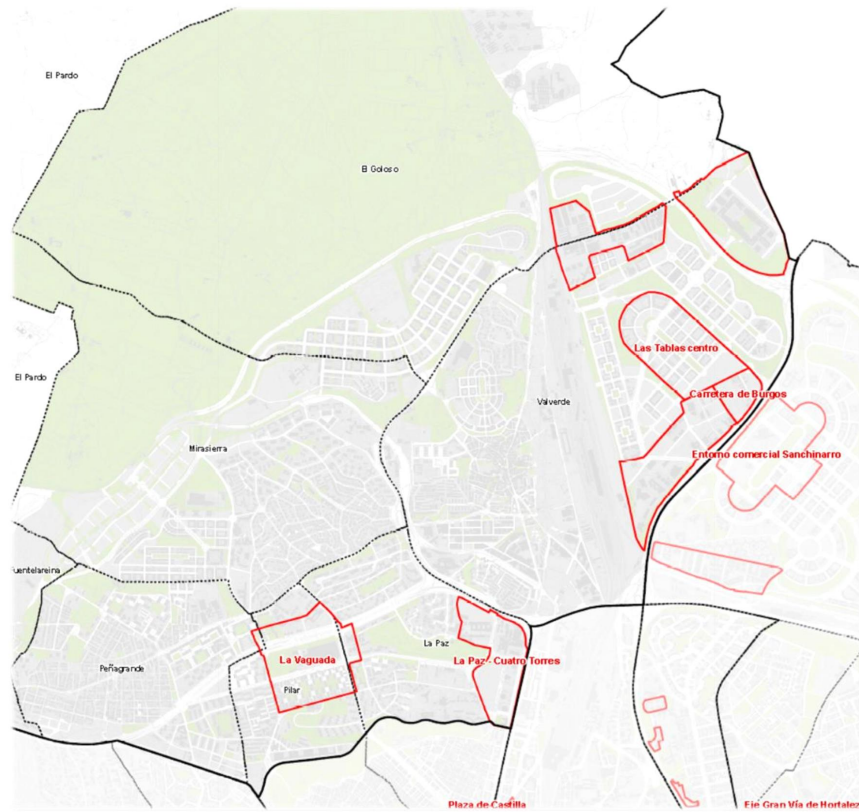 El Pardo
El Goloso
Las Tablas centro
El Pardo
Carretera de Burgos
Valverde
Mirasierra
Entorno comercial Sanchinarro
Fuentelareina
La Paz
Peñagrande
La Vaguada
La Paz - Cuatro Torres
Pilar
Plaza de Castilla
Eje Gran Vía de Hortalez